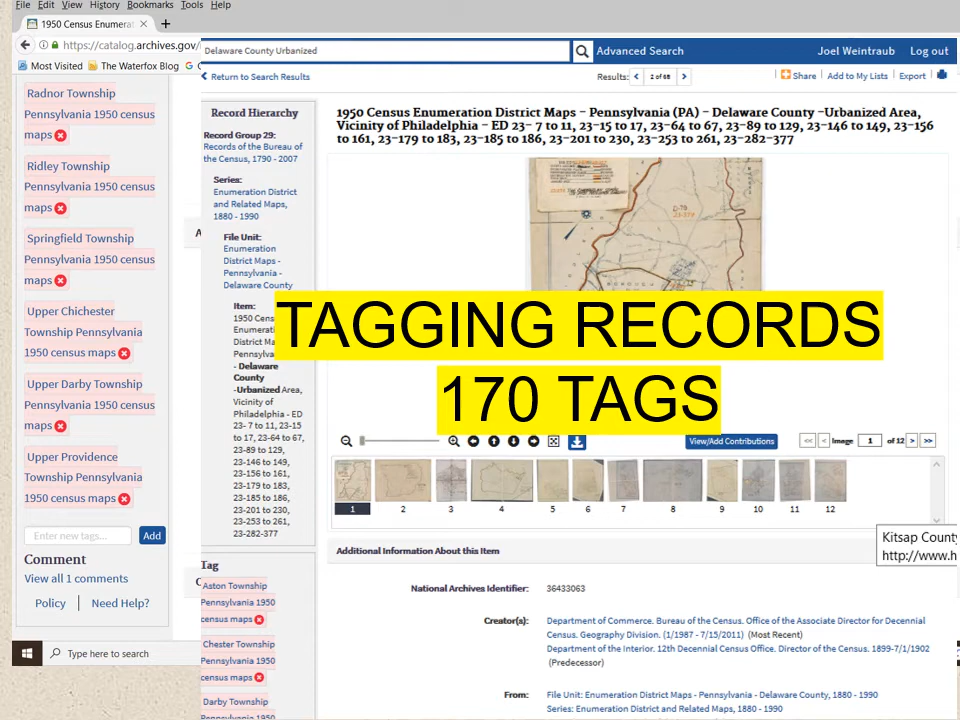 File Edit View History Bookmarks Tools Help
1950 Census Enumerat
https://catalog.archives.gov/
Most Visited
The Waterfox Blog
Radnor Township
Pennsylvania 1950 census
maps
Ridley Township
Pennsylvania 1950 census
maps
Springfield Township
Pennsylvania 1950 census
maps
Upper Chichester
Township Pennsylvania
1950 census maps
Upper Darby Township
Pennsylvania 1950 census
maps
Upper Providence
Township Pennsylvania
1950 census maps
Enter new tags...
Add
Comment
View all 1 comments
Policy
Need Help?
Type here to search
Delaware County Urbanized
Advanced Search
Joel Weintraub
Log out
Return to Search Results
Results:
Share
Add to My Lists
Export
Record Hierarchy
Record Group 29:
Records of the Bureau of
the Census, 1790 - 2007
Series:
Enumeration District
and Related Maps,
1880 - 1990
File Unit:
Enumeration
District Maps -
Pennsylvania -
Delaware County
Item:
1950 Cens
Enumerati
District Ma
Pennsylva
- Delaware
County
-Urbanized Area,
Vicinity of
Philadelphia - ED
23- 7 to 11, 23-15
to 17, 23-64 to 67,
23-89 to 129,
23-146 to 149,
23-156 to 161,
23-179 to 183,
23-185 to 186,
23-201 to 230,
23-253 to 261,
23-282-377
Tag
Aston Township
Pennsylvania 1950
census maps
Chester Township
Pennsylvania 1950
census maps
Darby Township
Pennsylvania 1950
1950 Census Enumeration District Maps - Pennsylvania (PA) - Delaware County -Urbanized Area,
Vicinity of Philadelphia - ED 23- 7 to 11, 23-15 to 17, 23-64 to 67, 23-89 to 129, 23-146 to 149, 23-156
to 161, 23-179 to 183, 23-185 to 186, 23-201 to 230, 23-253 to 261, 23-282-377
TAGGING RECORDS
170 TAGS
View/Add Contributions
<< < Image 1 of 12 > >>
1 2 3 4 5 6 7 8 9 10 11 12
Kitsap County
http://www.h
Additional Information About this Item
National Archives Identifier:
36433063
Creator(s):
Department of Commerce. Bureau of the Census. Office of the Associate Director for Decennial
Census. Geography Division. (1/1987 - 7/15/2011) (Most Recent)
Department of the Interior. 12th Decennial Census Office. Director of the Census. 1899-7/1/1902
(Predecessor)
From:
File Unit: Enumeration District Maps - Pennsylvania - Delaware County, 1880 - 1990
Series: Enumeration District and Related Maps, 1880 - 1990